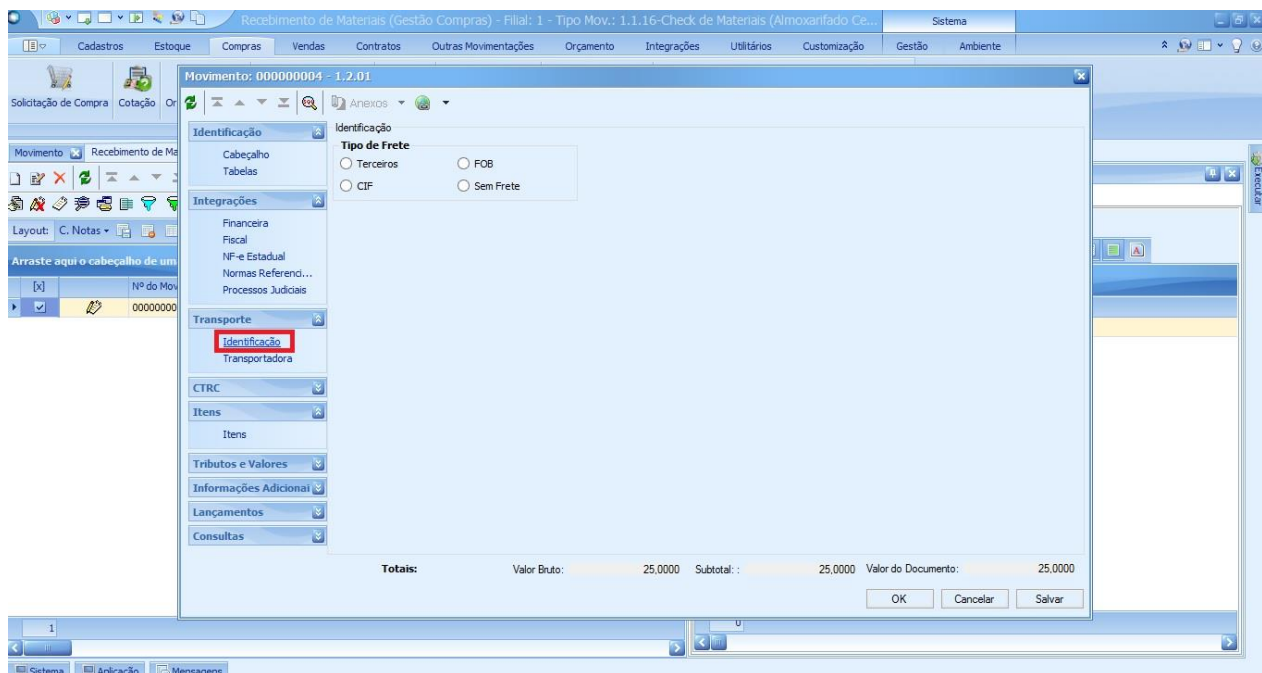 Recebimento de Materiais (Gestão Compras) - Filial: 1 - Tipo Mov.: 1.1.16-Check de Materiais (Almoxarifado Ce...
Sistema
Cadastros Estoque Compras Vendas Contratos Outras Movimentações Orçamento Integrações Utilitários Customização Gestão Ambiente
Solicitação de Compra Cotação Or
Movimento: 000000004 - 1.2.01
Anexos
Movimento Recebimento de Ma
Layout: C. Notas
Arraste aqui o cabeçalho de um
[x] Nº do Mov
00000000
Identificação
Cabeçalho
Tabelas
Integrações
Financeira
Fiscal
NF-e Estadual
Normas Referenci...
Processos Judiciais
Transporte
Identificação
Transportadora
CTRC
Itens
Itens
Tributos e Valores
Informações Adicionai
Lançamentos
Consultas
Identificação
Tipo de Frete
Terceiros FOB
CIF Sem Frete
Totais: Valor Bruto: 25,0000 Subtotal: : 25,0000 Valor do Documento: 25,0000
OK Cancelar Salvar
Executar
1
0
Sistema Aplicação Mensagens